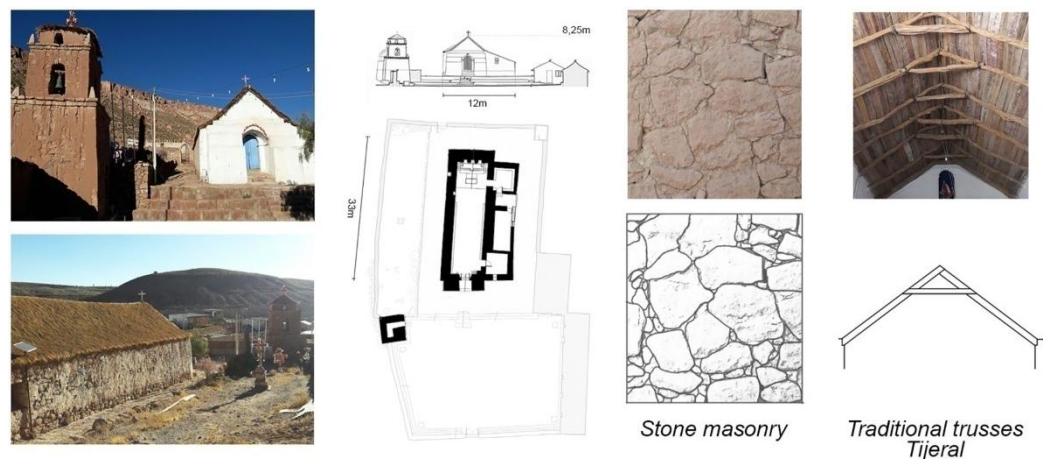 8,25m
12m
33m
Stone masonry
Traditional trusses
Tijeral